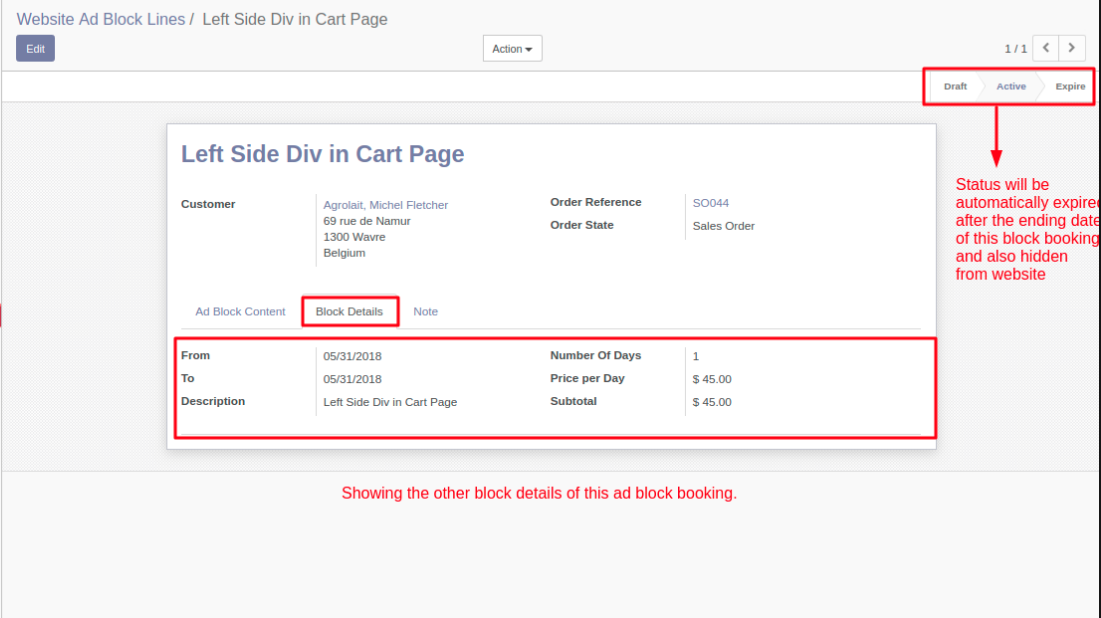 Website Ad Block Lines / Left Side Div in Cart Page
Edit
Action
1 / 1
Draft
Active
Expire
Left Side Div in Cart Page
Customer
Agrolait, Michel Fletcher
69 rue de Namur
1300 Wavre
Belgium
Order Reference
SO044
Order State
Sales Order
Status will be
automatically expired
after the ending date
of this block booking
and also hidden
from website
Ad Block Content
Block Details
Note
From
05/31/2018
To
05/31/2018
Description
Left Side Div in Cart Page
Number Of Days
1
Price per Day
$ 45.00
Subtotal
$ 45.00
Showing the other block details of this ad block booking.